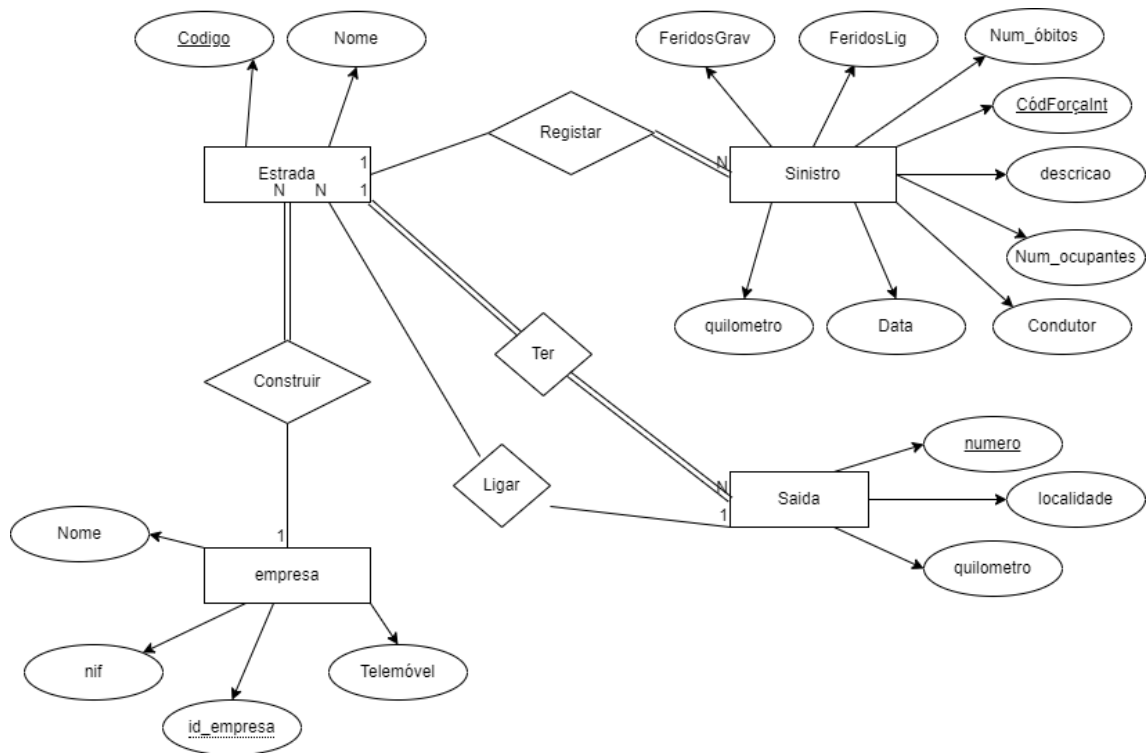 Codigo
Nome
FeridosGrav
FeridosLig
Num_óbitos
CódForçaInt
Registar
Estrada
1
N
N
1
N
Sinistro
descricao
Num_ocupantes
quilometro
Data
Condutor
Ter
Construir
Ligar
numero
N
1
Saida
localidade
quilometro
Nome
1
empresa
nif
Telemóvel
id_empresa